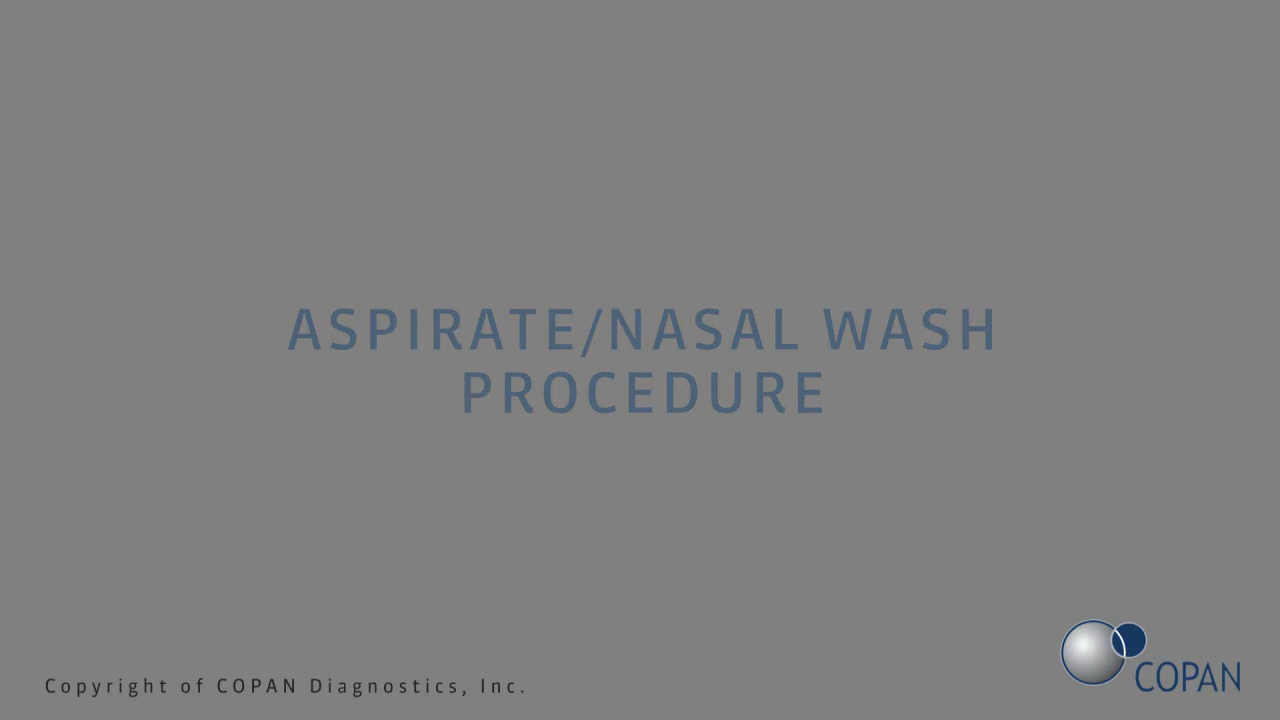 ASPIRATE/NASAL WASH
PROCEDURE
Copyright of COPAN Diagnostics, Inc.
COPAN